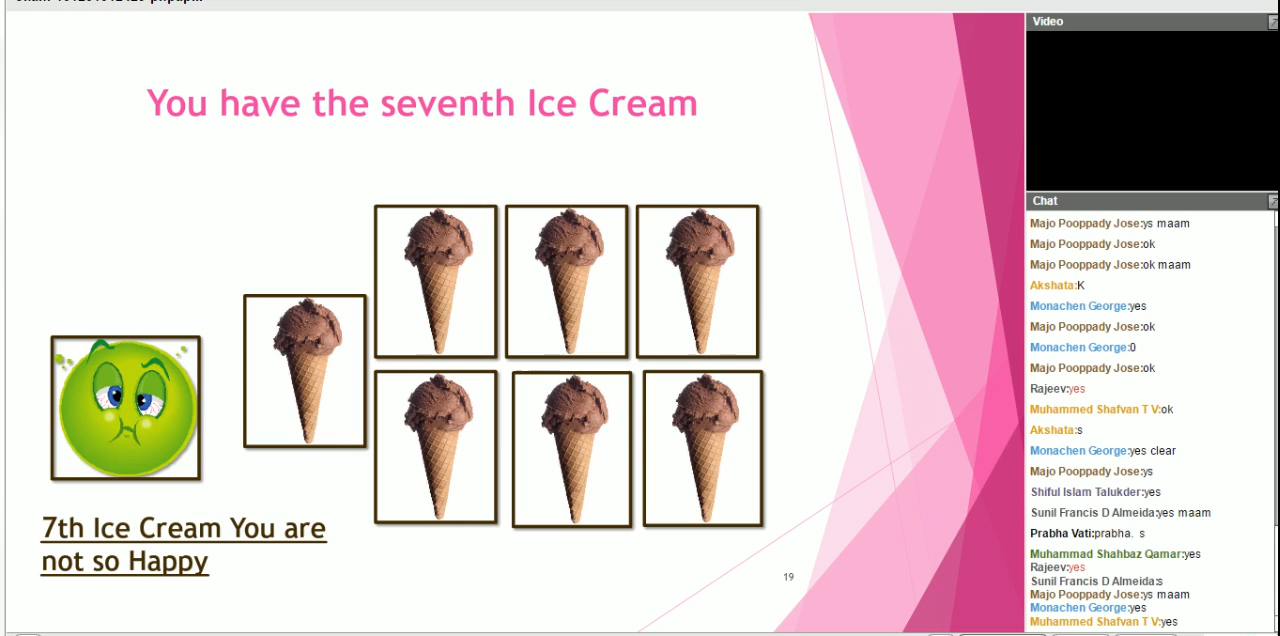 You have the seventh Ice Cream
7th Ice Cream You are
not so Happy
19
Video
Chat
Majo Pooppady Jose:ys maam
Majo Pooppady Jose:ok
Majo Pooppady Jose:ok maam
Akshata:K
Monachen George:yes
Majo Pooppady Jose:ok
Monachen George:0
Majo Pooppady Jose:ok
Rajeev:yes
Muhammed Shafvan T V:ok
Akshata:s
Monachen George:yes clear
Majo Pooppady Jose:ys
Shiful Islam Talukder:yes
Sunil Francis D Almeida:yes maam
Prabha Vati:prabha. s
Muhammad Shahbaz Qamar:yes
Rajeev:yes
Sunil Francis D Almeida:s
Majo Pooppady Jose:ys maam
Monachen George:yes
Muhammed Shafvan T V:yes